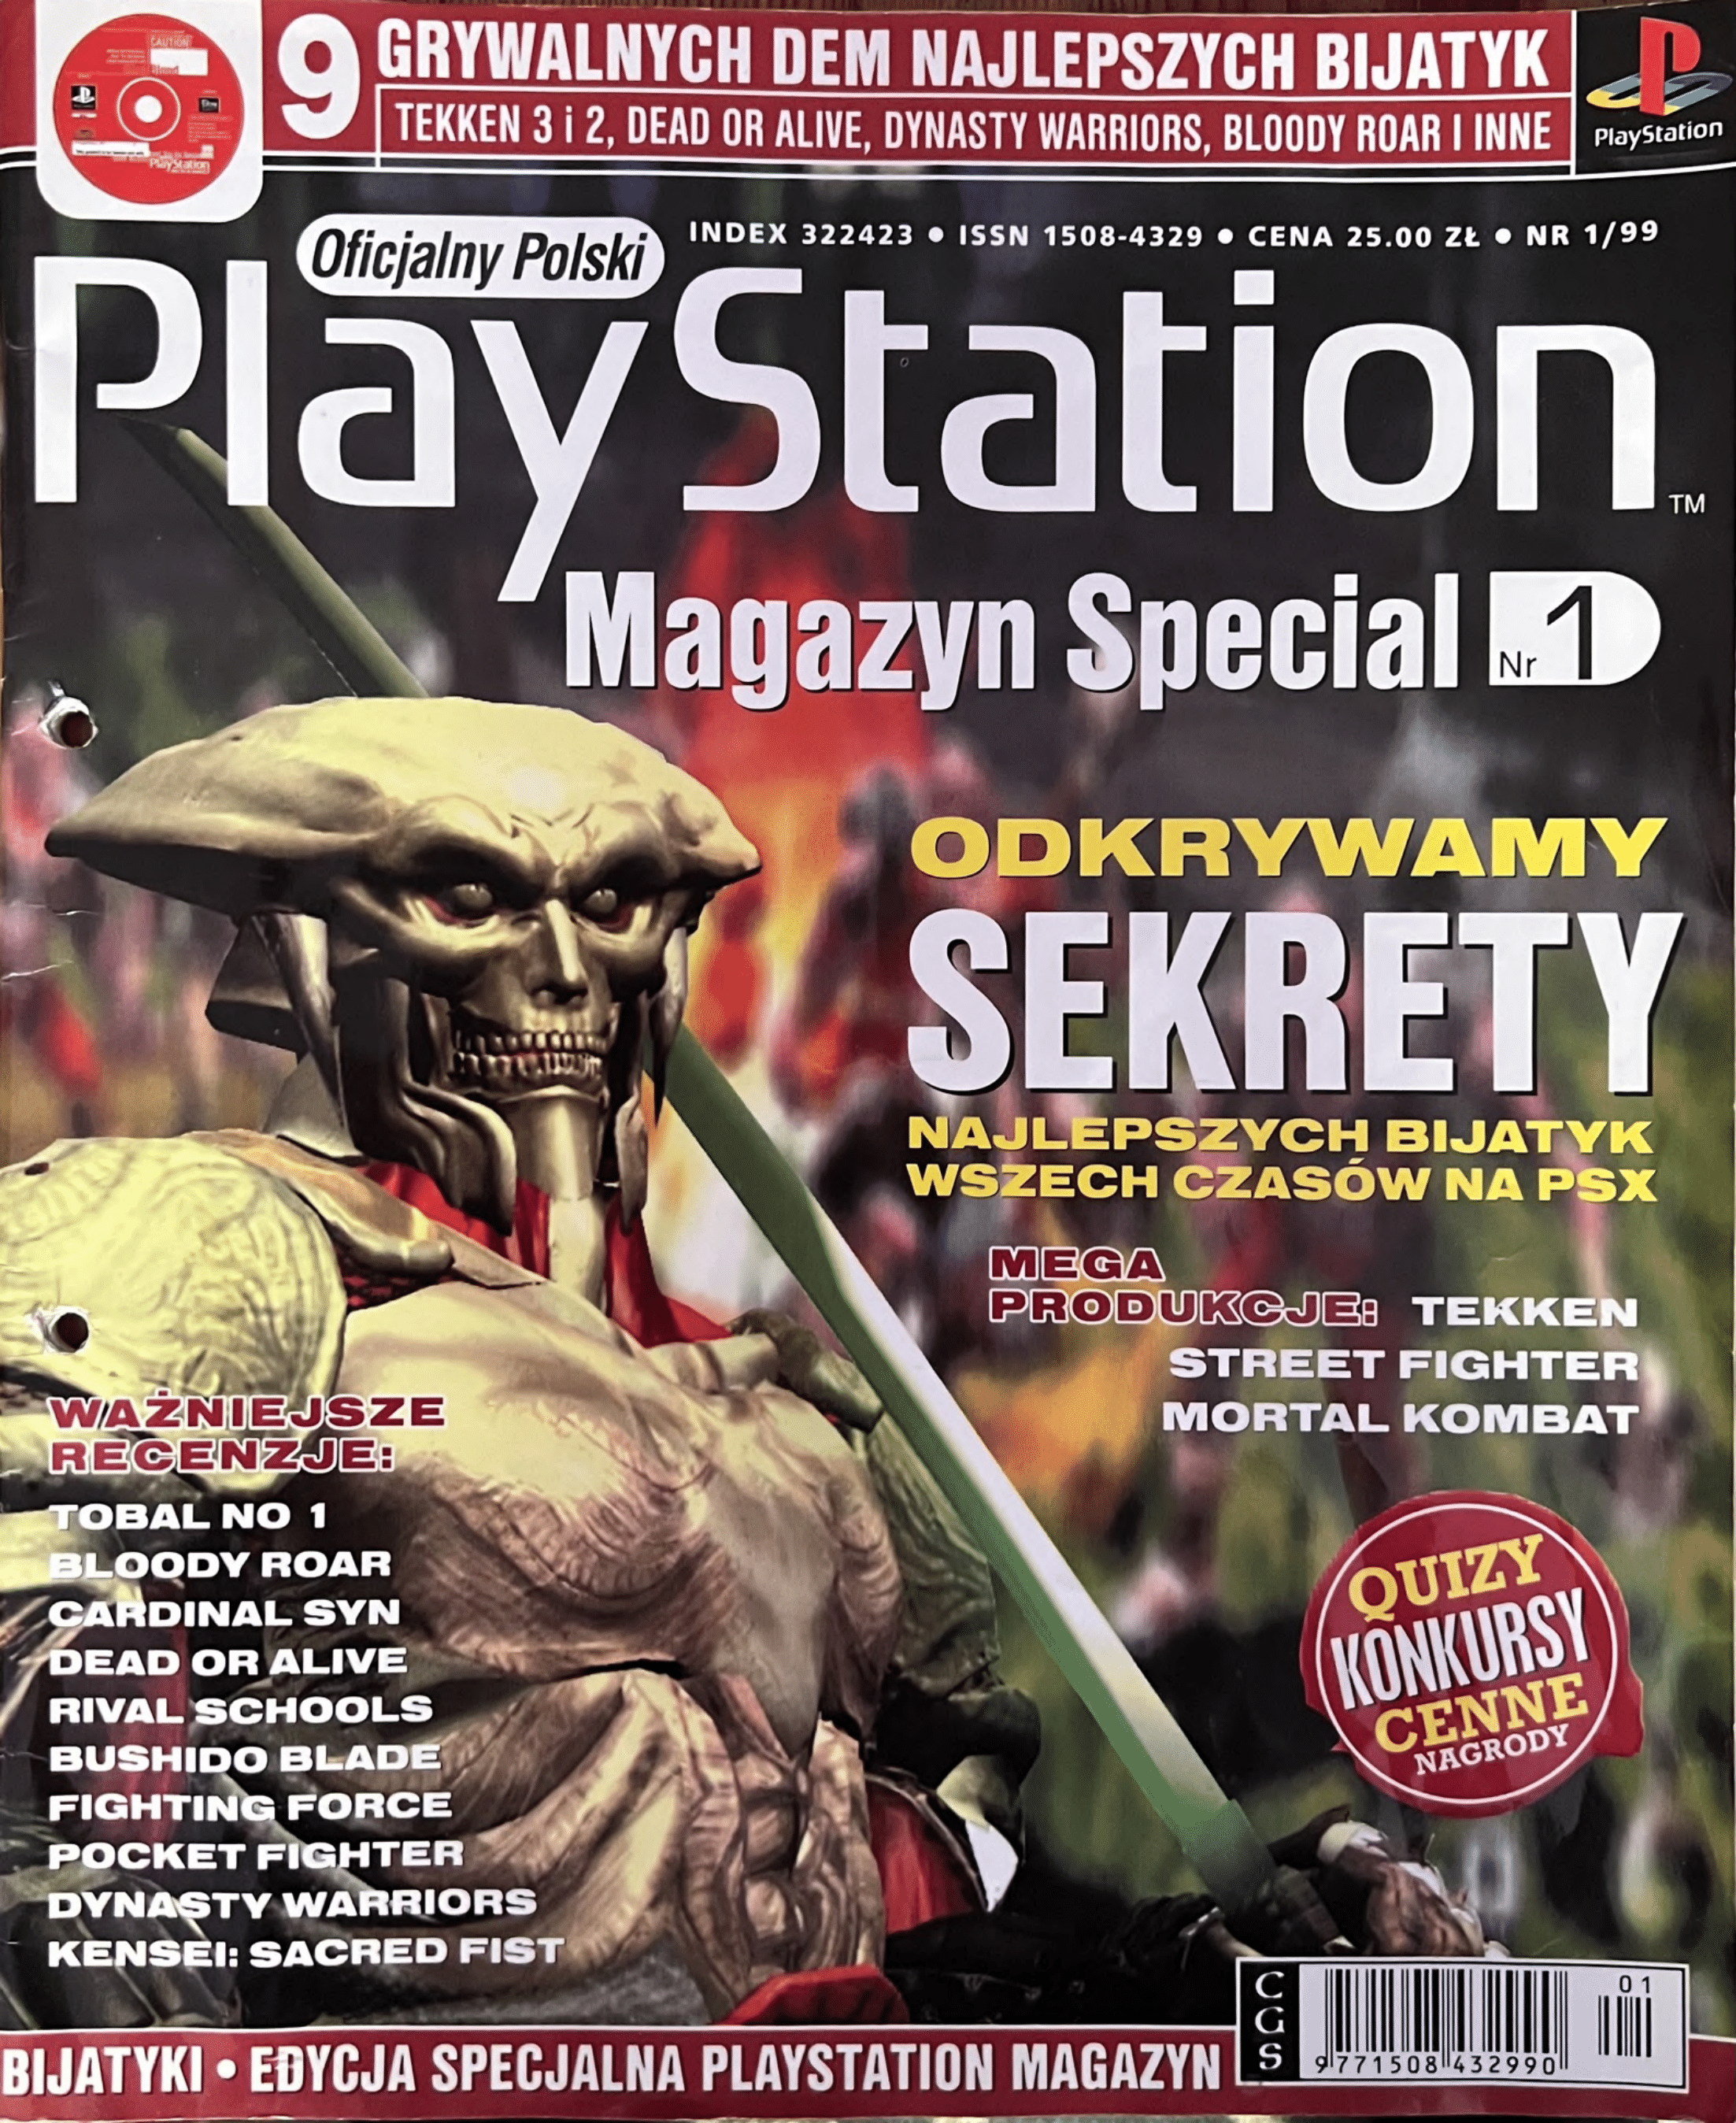 9 GRYWALNYCH DEM NAJLEPSZYCH BIJATYK
TEKKEN 3 i 2, DEAD OR ALIVE, DYNASTY WARRIORS, BLOODY ROAR I INNE
PlayStation
CAUTION
PlayStation
Oficjalny Polski
INDEX 322423 • ISSN 1508-4329 • CENA 25.00 ZŁ • NR 1/99
PlayStation TM
Magazyn Special Nr 1
ODKRYWAMY
SEKRETY
NAJLEPSZYCH BIJATYK
WSZECH CZASÓW NA PSX
MEGA
PRODUKCJE: TEKKEN
STREET FIGHTER
MORTAL KOMBAT
WAŻNIEJSZE
RECENZJE:
TOBAL NO 1
BLOODY ROAR
CARDINAL SYN
DEAD OR ALIVE
RIVAL SCHOOLS
BUSHIDO BLADE
FIGHTING FORCE
POCKET FIGHTER
DYNASTY WARRIORS
KENSEI: SACRED FIST
QUIZY
KONKURSY
CENNE
NAGRODY
CGS
01
9 771508 432990
BIJATYKI • EDYCJA SPECJALNA PLAYSTATION MAGAZYN